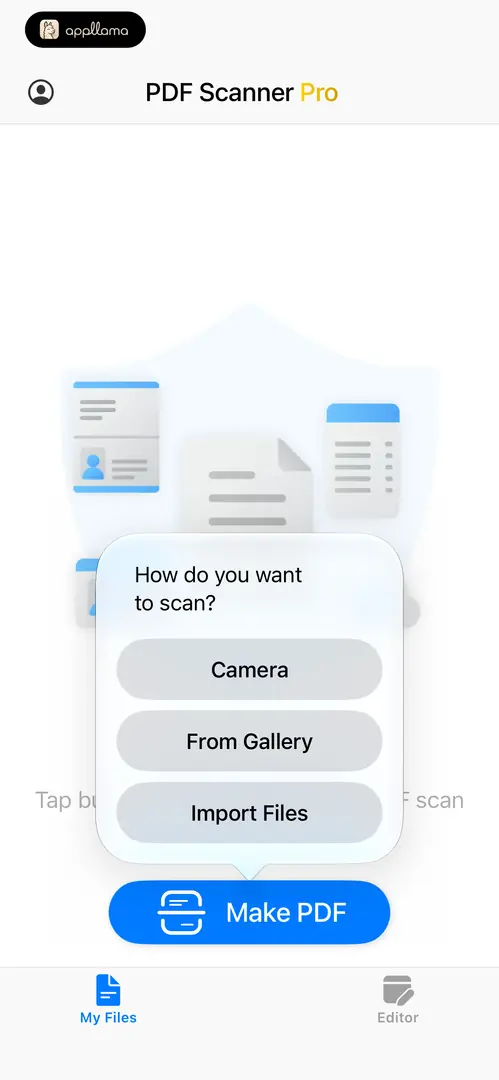 appllama
PDF Scanner Pro
How do you want
to scan?
Camera
From Gallery
Import Files
Tap scan
Make PDF
My Files
Editor